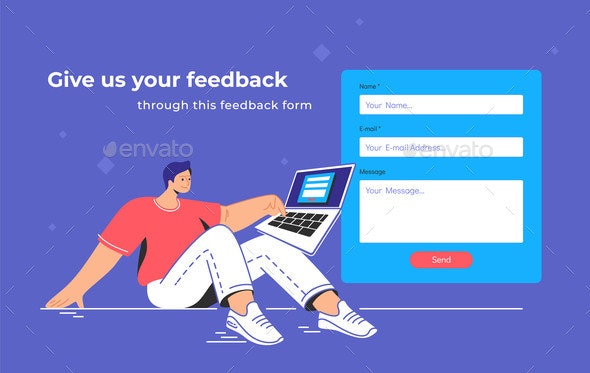 Give us your feedback
through this feedback form
Name *
Your Name...
E-mail *
Your E-mail Address...
Message
Your Message...
Send
envato
envato